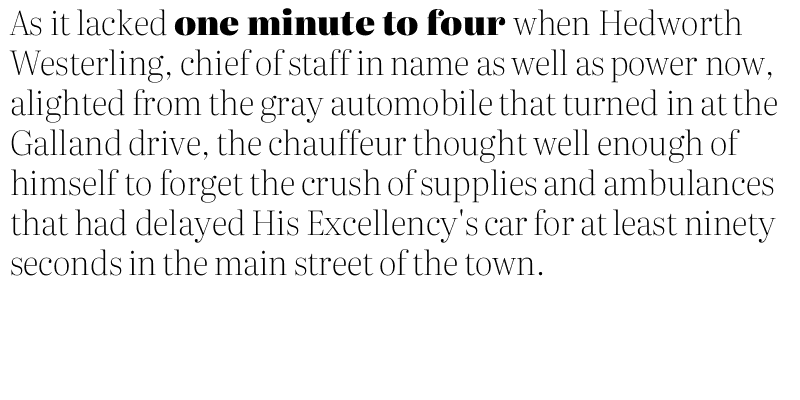 As it lacked one minute to four when Hedworth
Westerling, chief of staff in name as well as power now,
alighted from the gray automobile that turned in at the
Galland drive, the chauffeur thought well enough of
himself to forget the crush of supplies and ambulances
that had delayed His Excellency's car for at least ninety
seconds in the main street of the town.